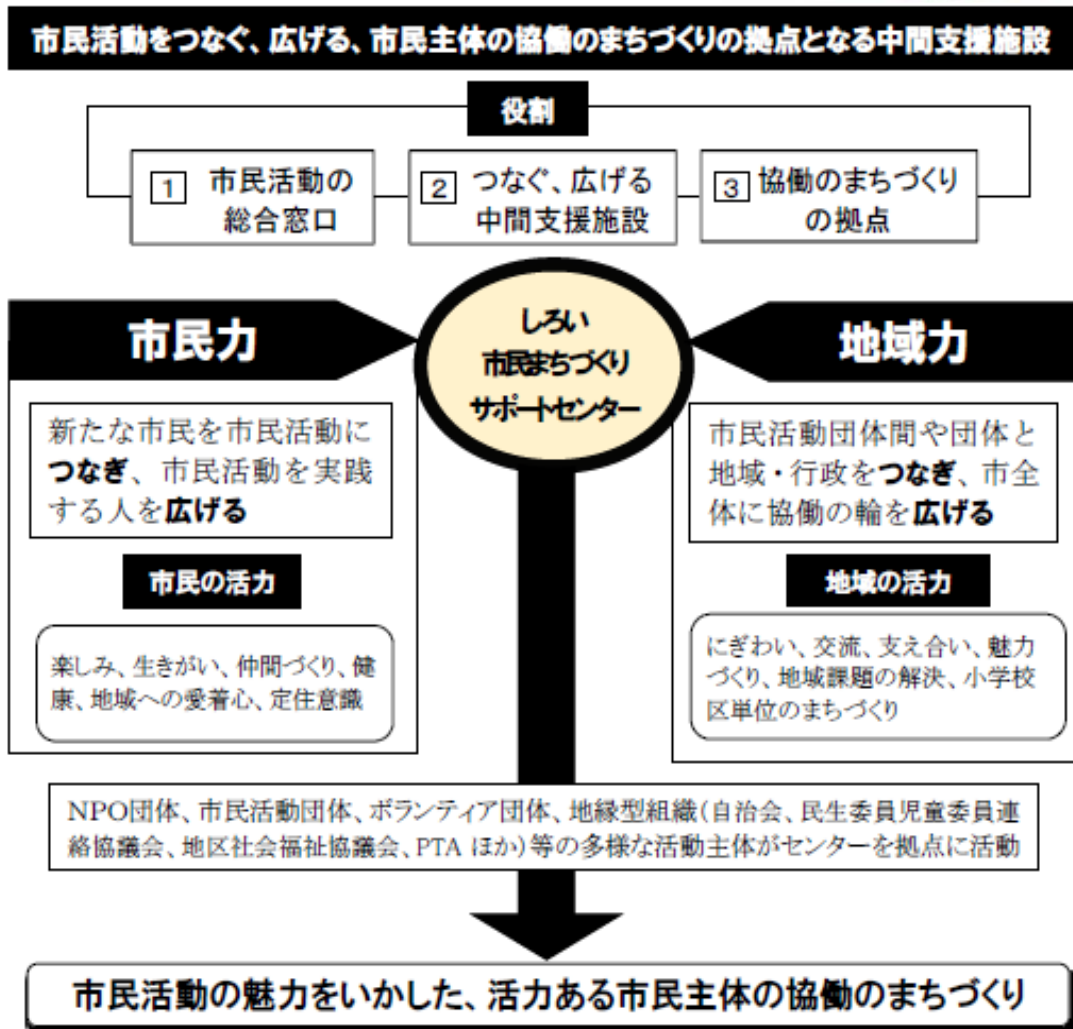 市民活動をつなぐ、広げる、市民主体の協働のまちづくりの拠点となる中間支援施設
役割
1 市民活動の
総合窓口
2 つなぐ、広げる
中間支援施設
3 協働のまちづくり
の拠点
しろい
市民まちづくり
サポートセンター
市民力
新たな市民を市民活動に
つなぎ、市民活動を実践
する人を広げる
市民の活力
楽しみ、生きがい、仲間づくり、健
康、地域への愛着心、定住意識
地域力
市民活動団体間や団体と
地域・行政をつなぎ、市全
体に協働の輪を広げる
地域の活力
にぎわい、交流、支え合い、魅力
づくり、地域課題の解決、小学校
区単位のまちづくり
NPO団体、市民活動団体、ボランティア団体、地縁型組織(自治会、民生委員児童委員連
絡協議会、地区社会福祉協議会、PTA ほか)等の多様な活動主体がセンターを拠点に活動
市民活動の魅力をいかした、活力ある市民主体の協働のまちづくり